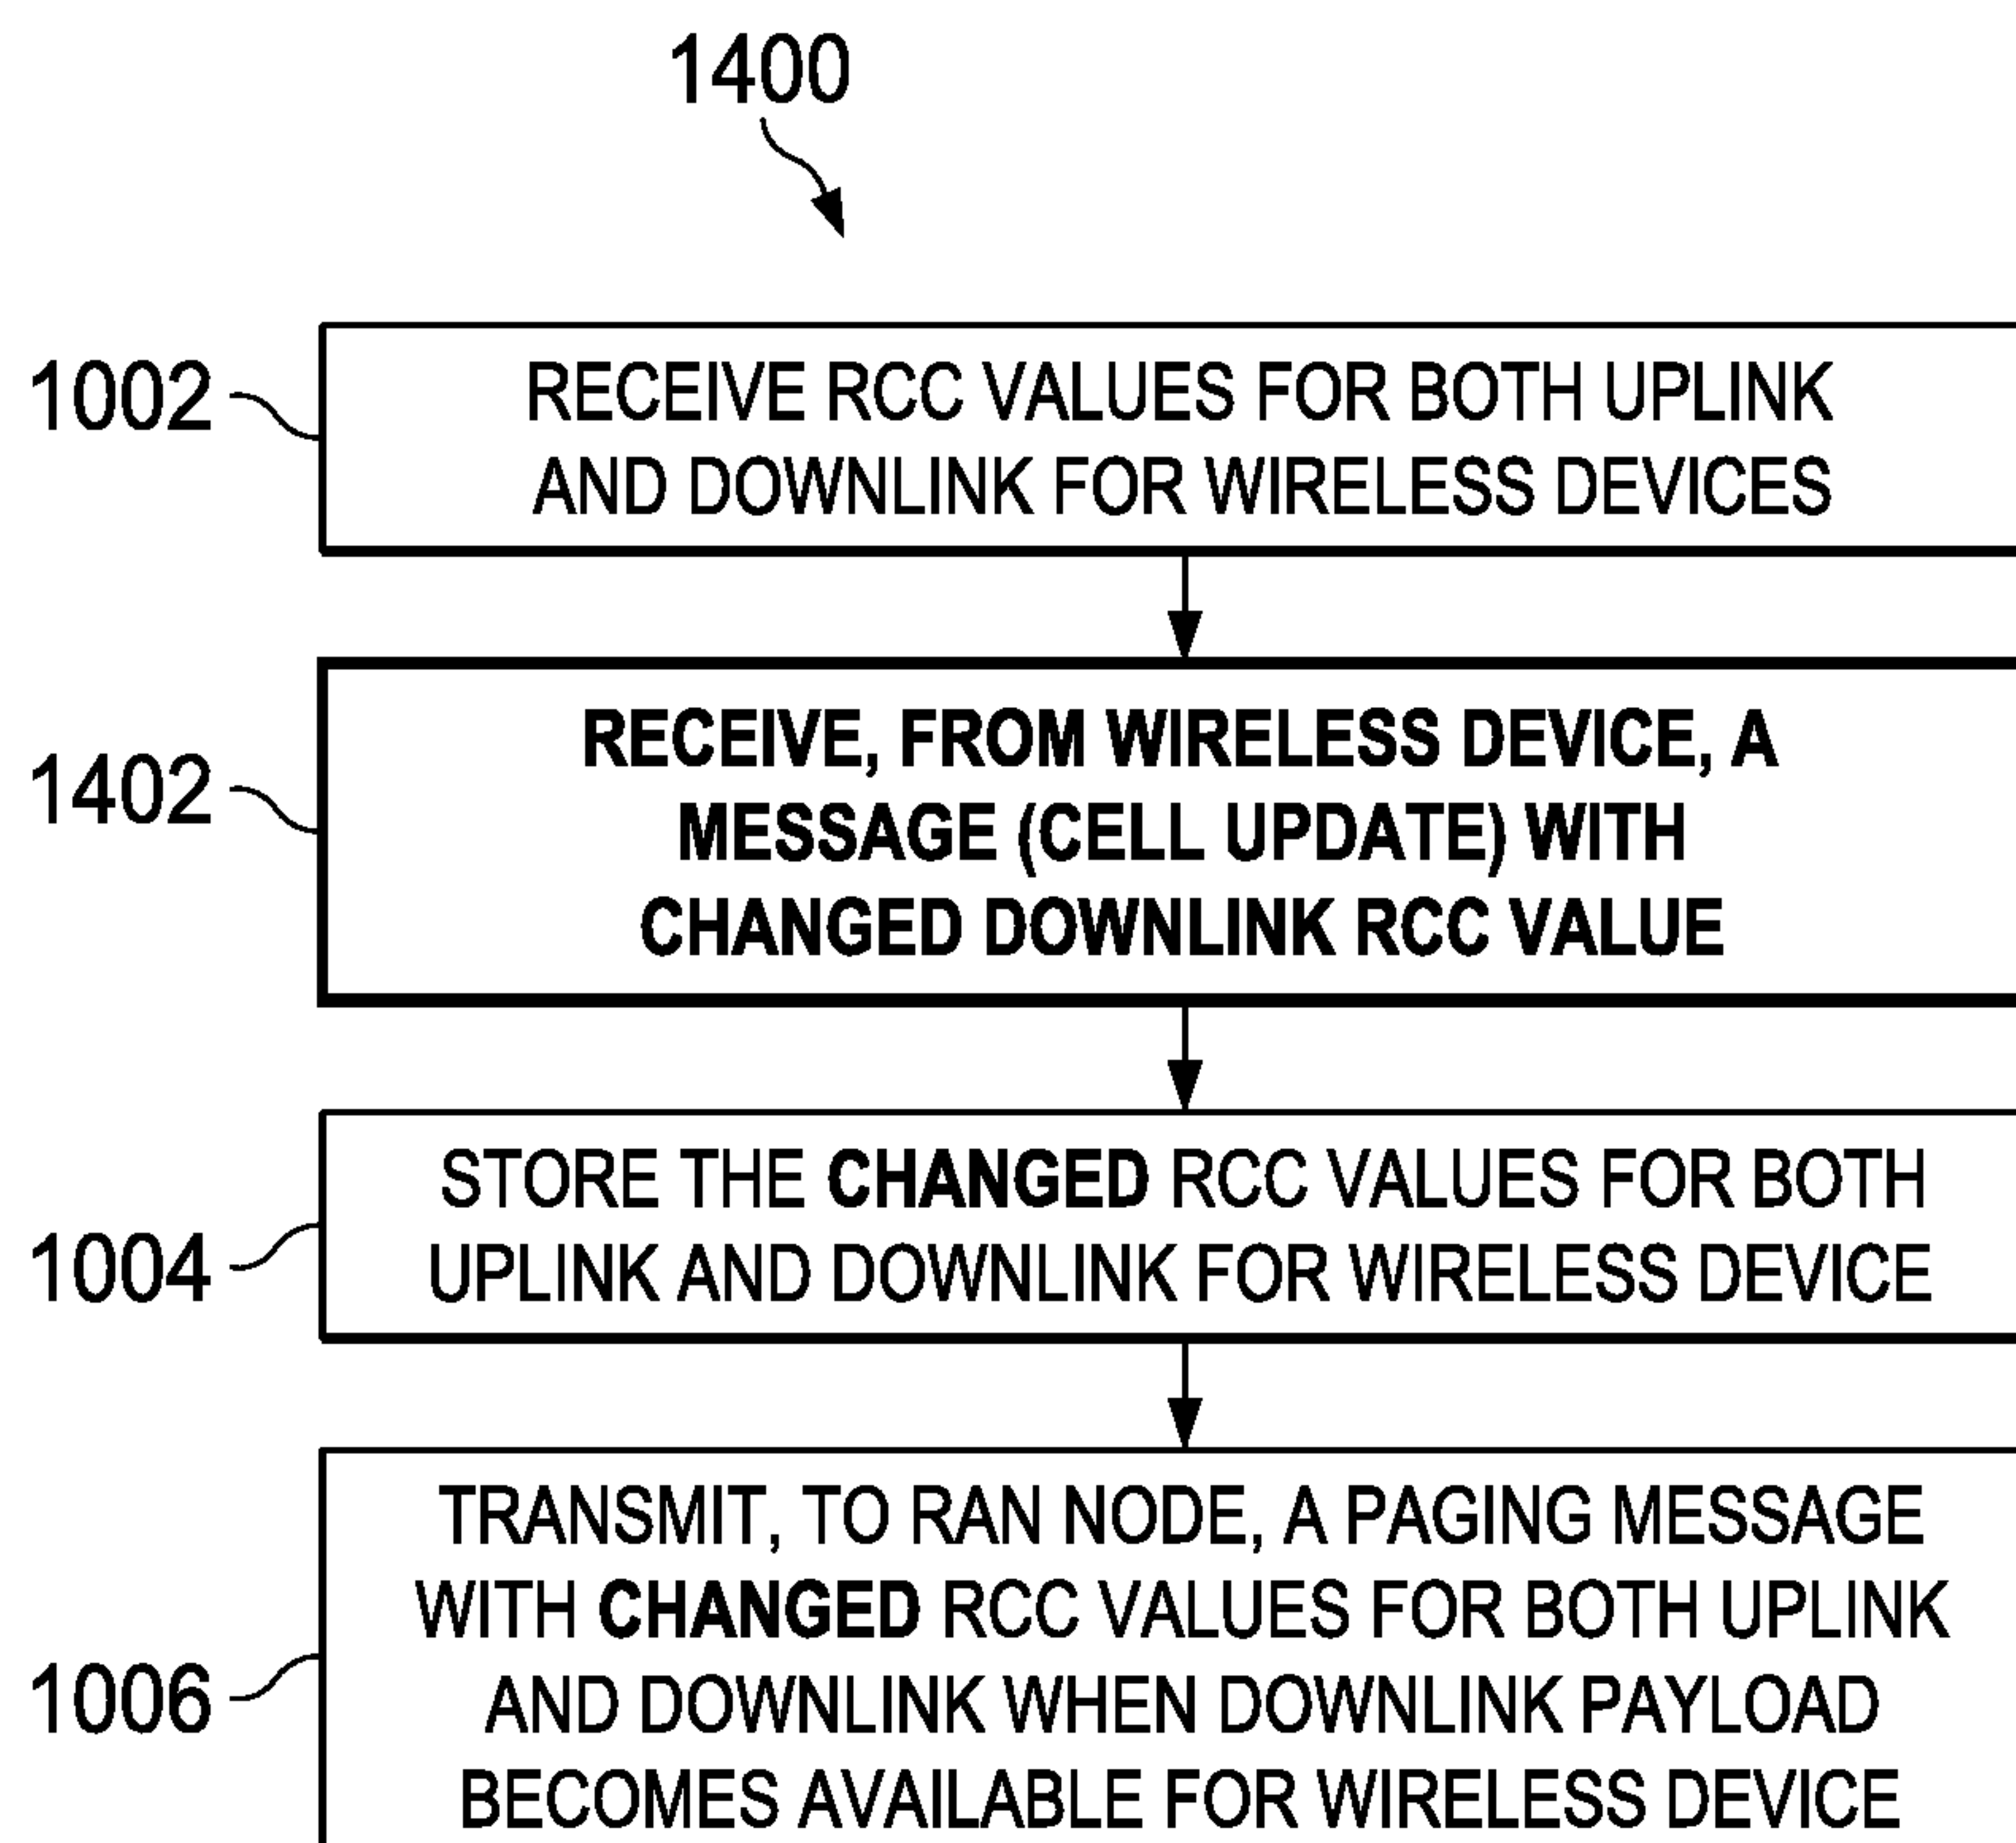 1400
1002
RECEIVE RCC VALUES FOR BOTH UPLINK
AND DOWNLINK FOR WIRELESS DEVICES
1402
RECEIVE, FROM WIRELESS DEVICE, A
MESSAGE (CELL UPDATE) WITH
CHANGED DOWNLINK RCC VALUE
1004
STORE THE CHANGED RCC VALUES FOR BOTH
UPLINK AND DOWNLINK FOR WIRELESS DEVICE
1006
TRANSMIT, TO RAN NODE, A PAGING MESSAGE
WITH CHANGED RCC VALUES FOR BOTH UPLINK
AND DOWNLINK WHEN DOWNLINK PAYLOAD
BECOMES AVAILABLE FOR WIRELESS DEVICE